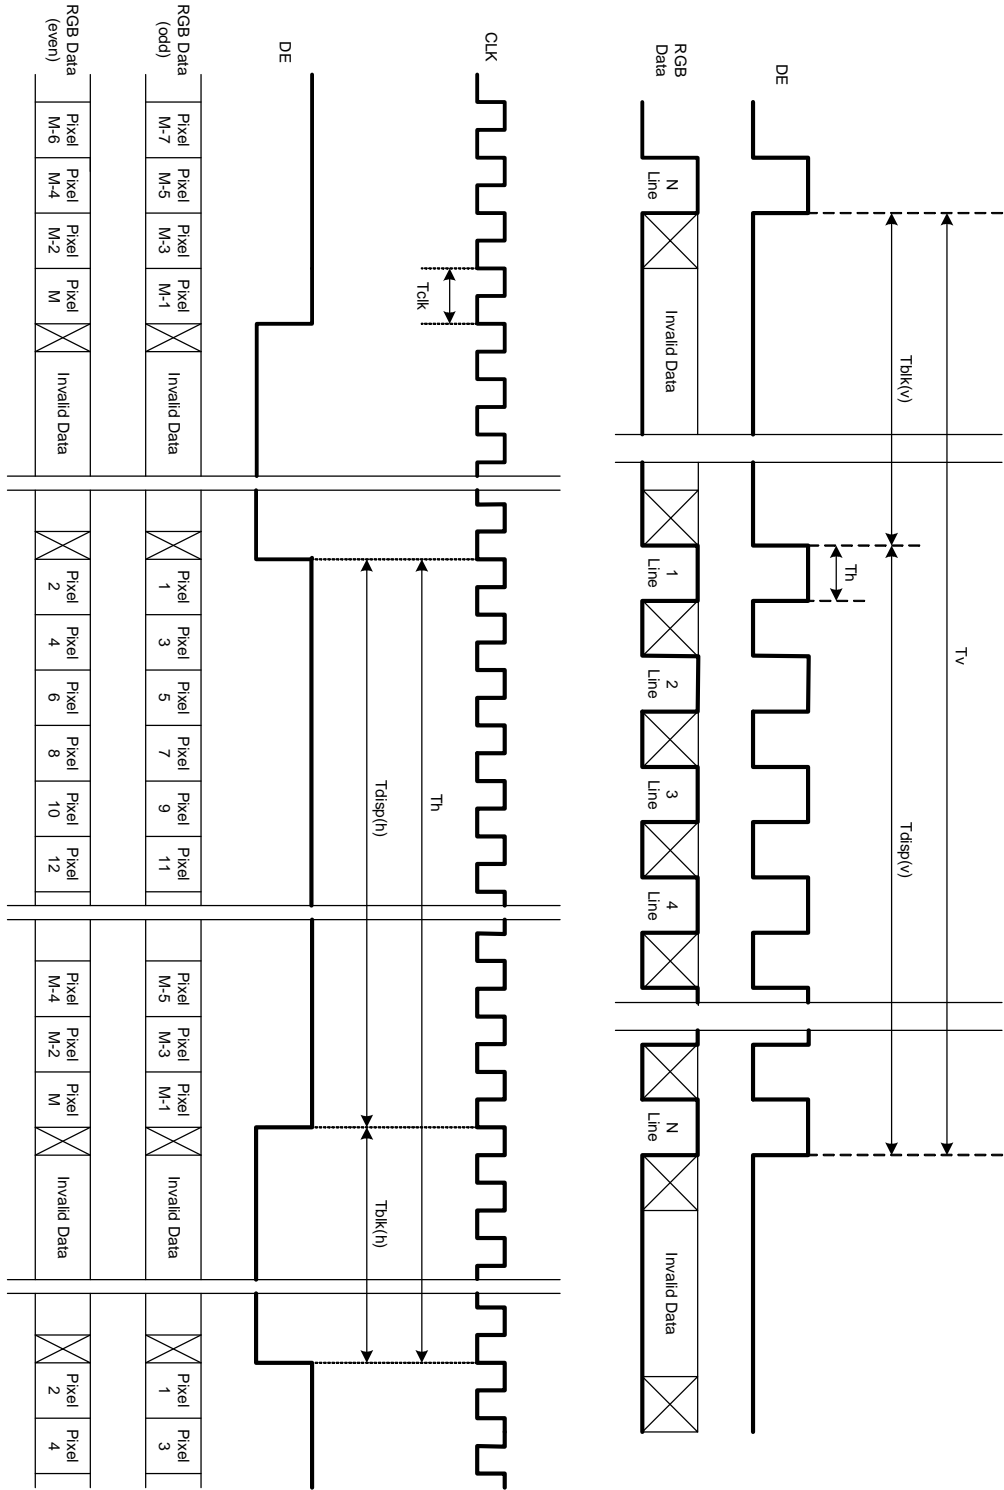 Tv
Tblk(v)
Tdisp(v)
Th
DE
RGB
Data
N
Line
Invalid Data
1
Line
2
Line
3
Line
4
Line
N
Line
Invalid Data
CLK
Tclk
Th
Tdisp(h)
Tblk(h)
DE
RGB Data
(odd)
Pixel
M-7
Pixel
M-5
Pixel
M-3
Pixel
M-1
Invalid Data
Pixel
1
Pixel
3
Pixel
5
Pixel
7
Pixel
9
Pixel
11
Pixel
M-5
Pixel
M-3
Pixel
M-1
Invalid Data
Pixel
1
Pixel
3
RGB Data
(even)
Pixel
M-6
Pixel
M-4
Pixel
M-2
Pixel
M
Invalid Data
Pixel
2
Pixel
4
Pixel
6
Pixel
8
Pixel
10
Pixel
12
Pixel
M-4
Pixel
M-2
Pixel
M
Invalid Data
Pixel
2
Pixel
4